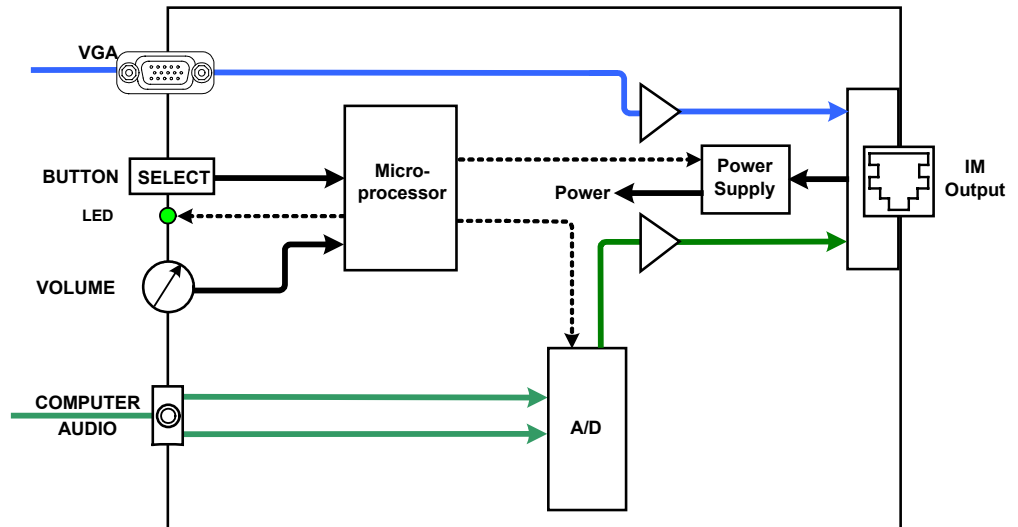 VGA
BUTTON
SELECT
LED
VOLUME
COMPUTER
AUDIO
Micro-
processor
Power
Power
Supply
A/D
IM
Output